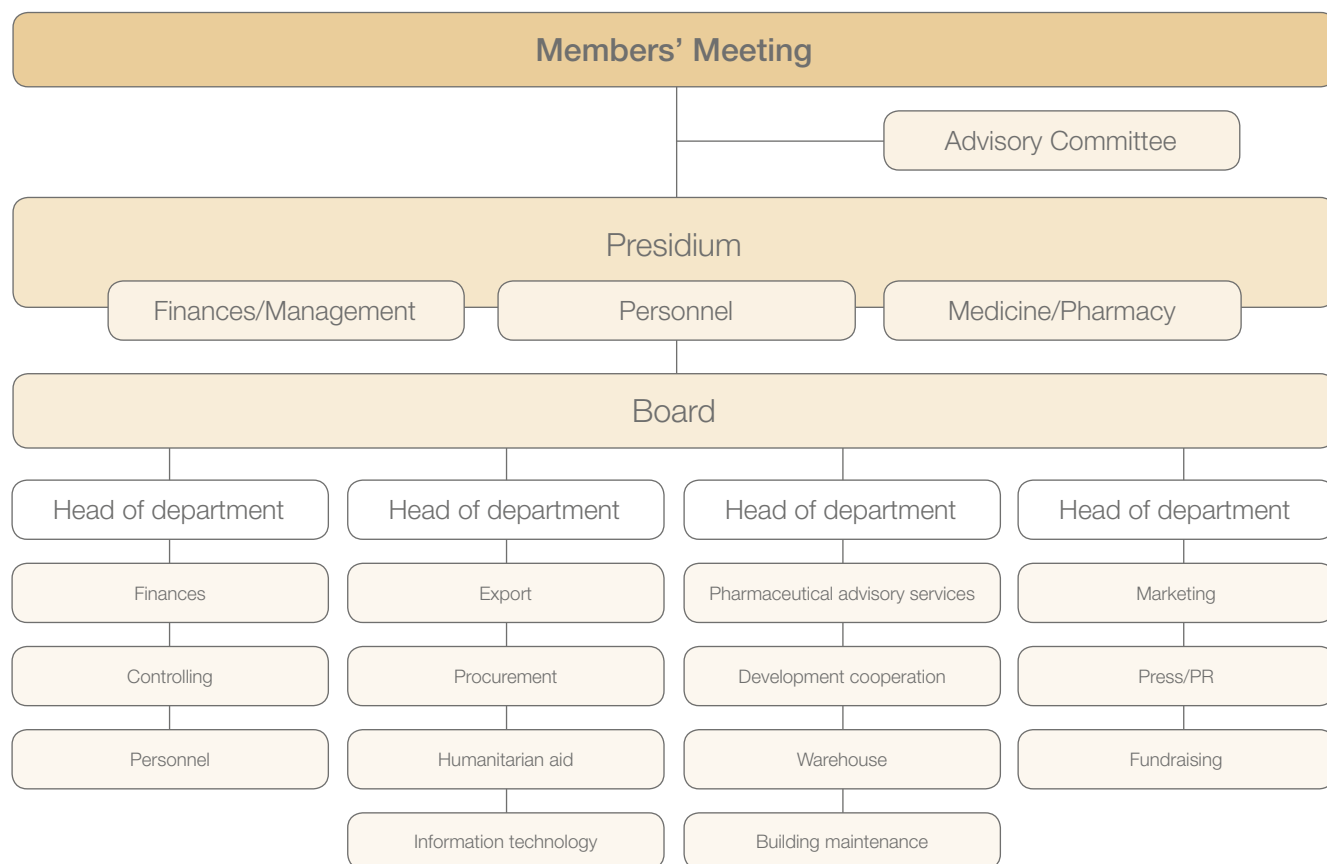 Members’ Meeting
Advisory Committee
Presidium
Finances/Management
Personnel
Medicine/Pharmacy
Board
Head of department
Head of department
Head of department
Head of department
Finances
Export
Pharmaceutical advisory services
Marketing
Controlling
Procurement
Development cooperation
Press/PR
Personnel
Humanitarian aid
Warehouse
Fundraising
Information technology
Building maintenance